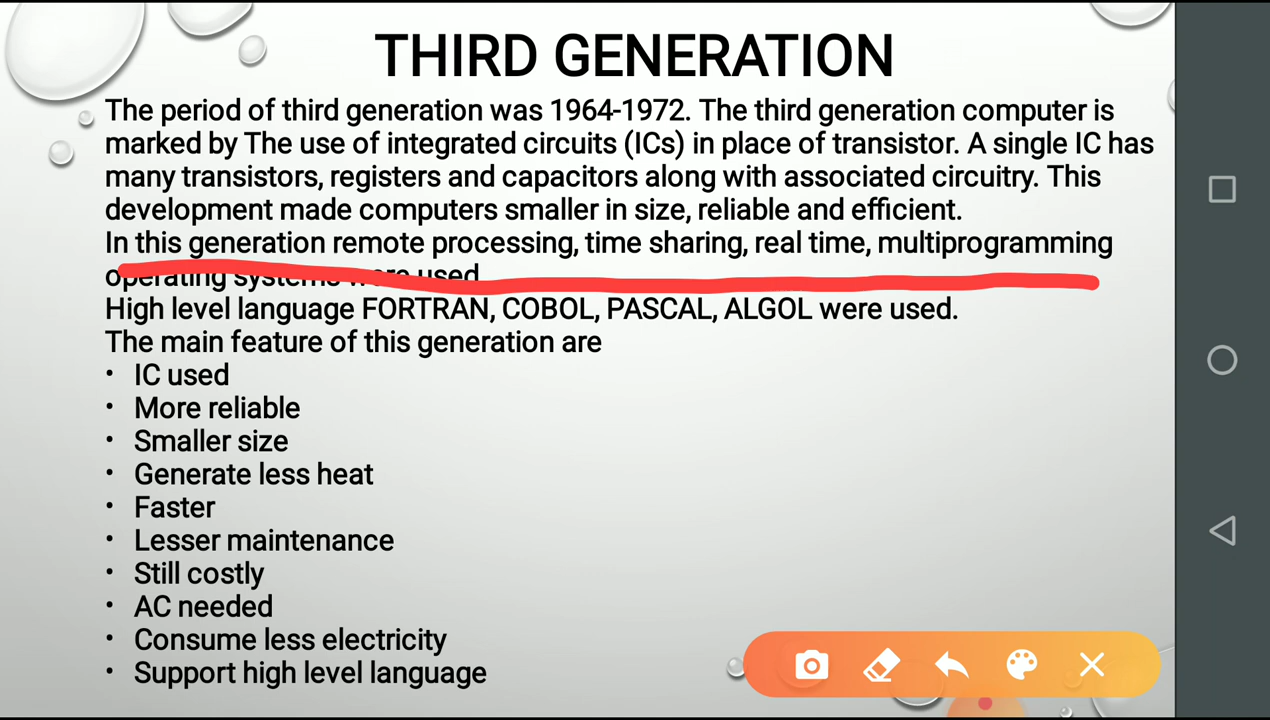 THIRD GENERATION
The period of third generation was 1964-1972. The third generation computer is
marked by The use of integrated circuits (ICs) in place of transistor. A single IC has
many transistors, registers and capacitors along with associated circuitry. This
development made computers smaller in size, reliable and efficient.
In this generation remote processing, time sharing, real time, multiprogramming
operating systems were used
High level language FORTRAN, COBOL, PASCAL, ALGOL were used.
The main feature of this generation are
• IC used
• More reliable
• Smaller size
• Generate less heat
• Faster
• Lesser maintenance
• Still costly
• AC needed
• Consume less electricity
• Support high level language